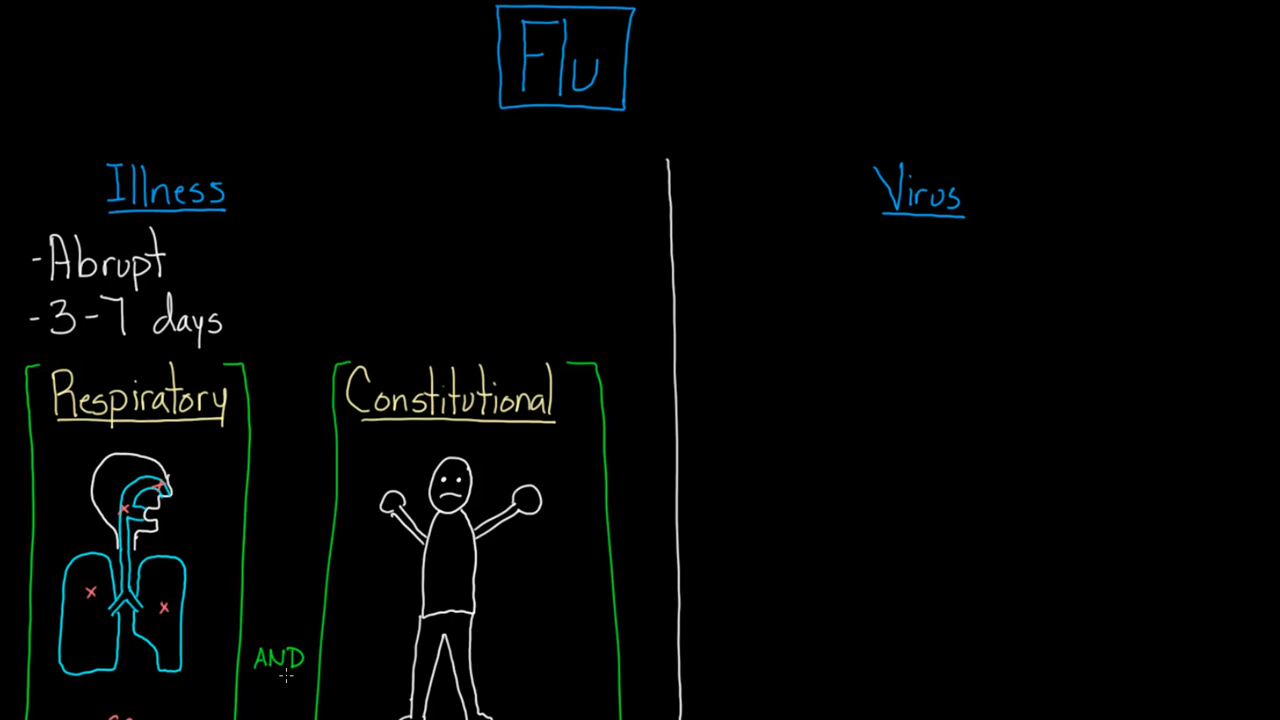 Flu
Illness
Virus
-Abrupt
-3-7 days
Respiratory
Constitutional
AND